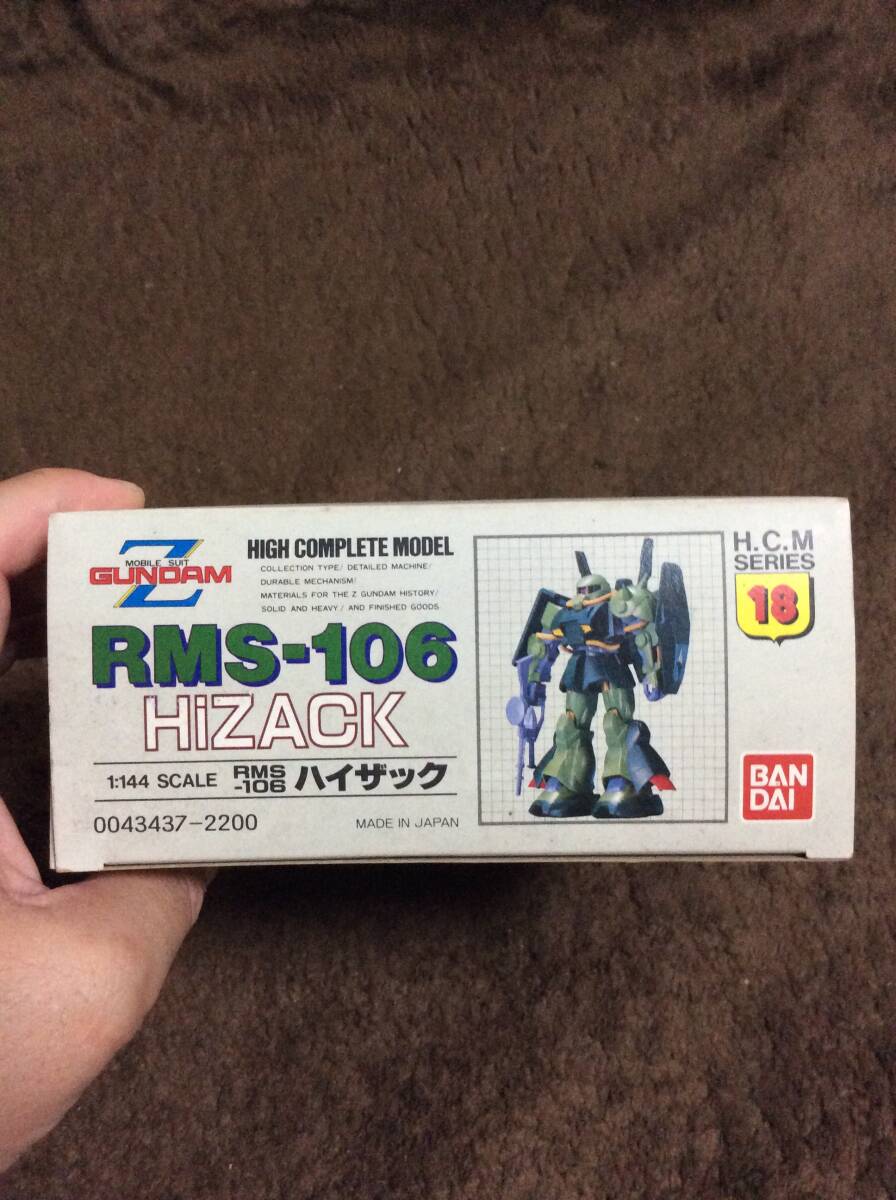 MOBILE SUIT
Z GUNDAM
HIGH COMPLETE MODEL
COLLECTION TYPE/ DETAILED MACHINE/
DURABLE MECHANISM/
MATERIALS FOR THE Z GUNDAM HISTORY/
SOLID AND HEAVY/ AND FINISHED GOODS.
RMS-106
HiZACK
1:144 SCALE RMS-106 ハイザック
0043437-2200 MADE IN JAPAN
H.C.M
SERIES
18
BAN
DAI